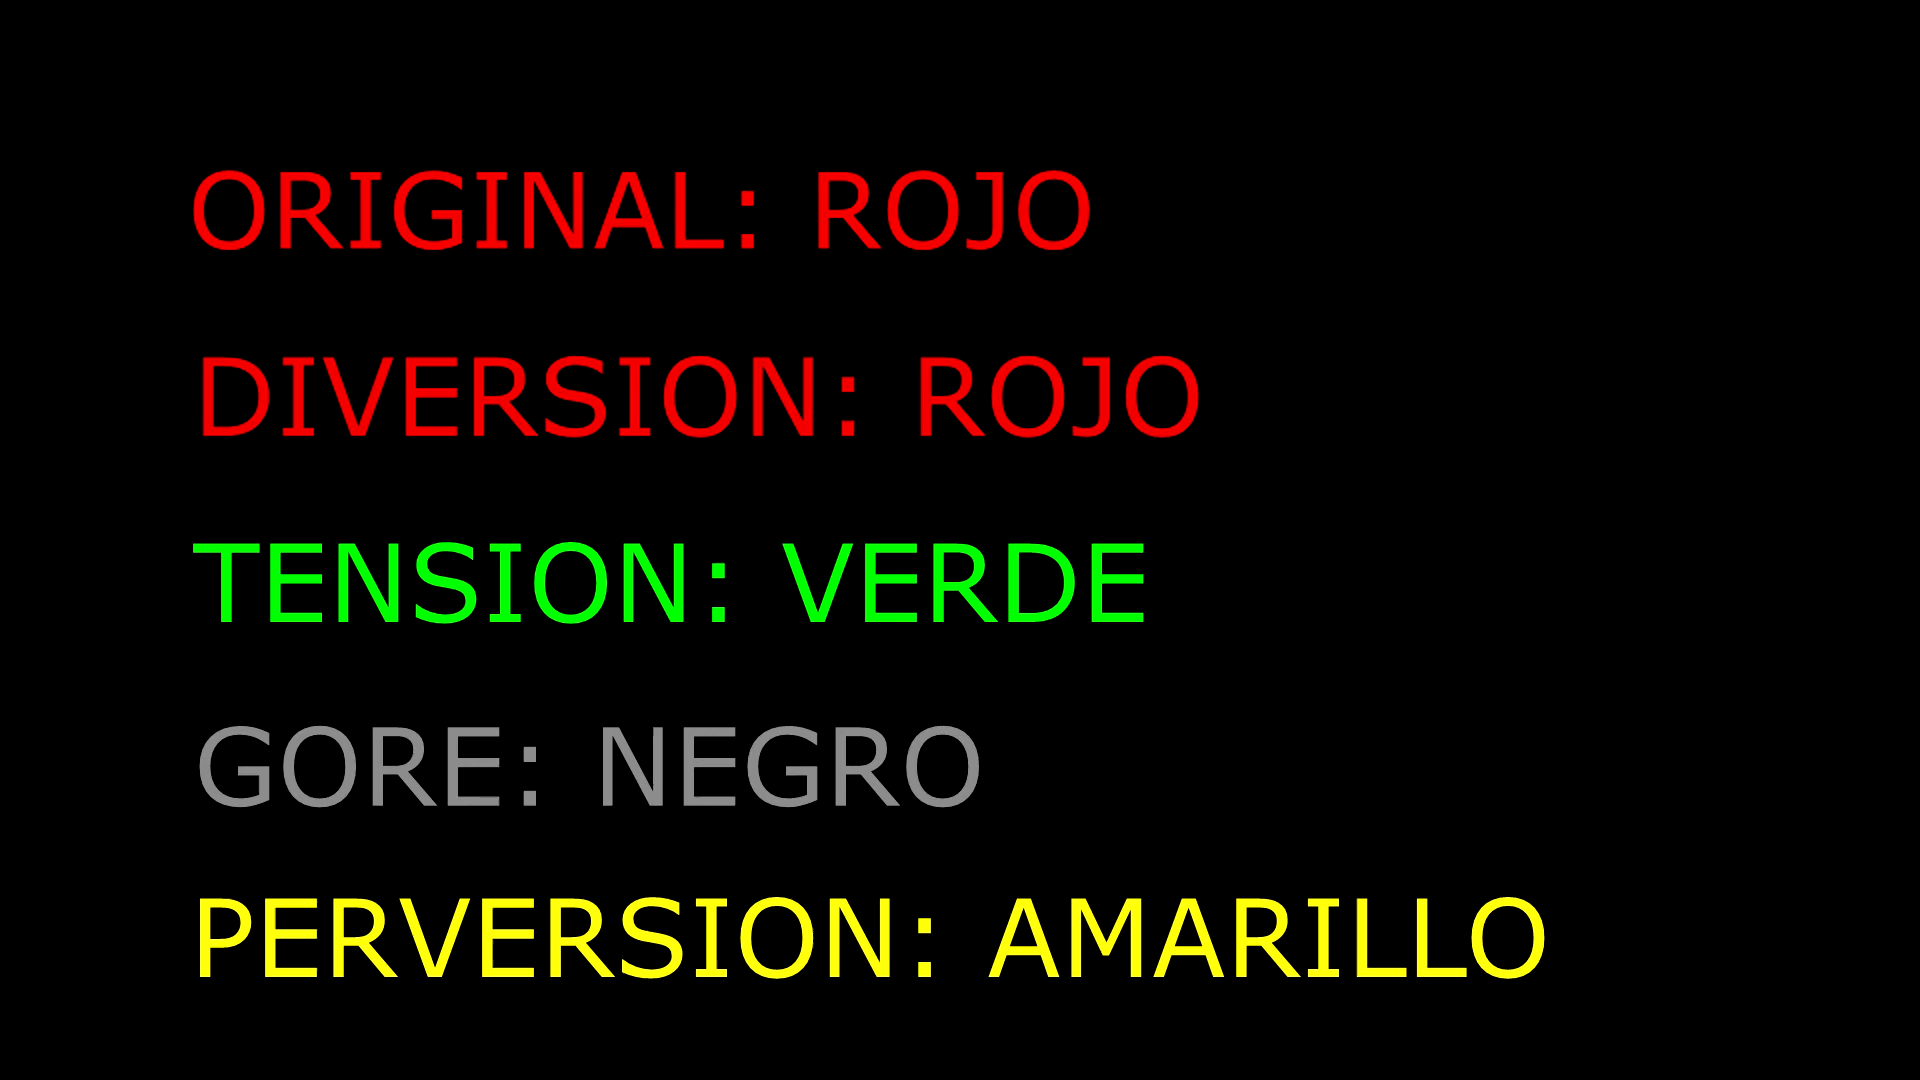 ORIGINAL: ROJO
DIVERSION: ROJO
TENSION: VERDE
GORE: NEGRO
PERVERSION: AMARILLO